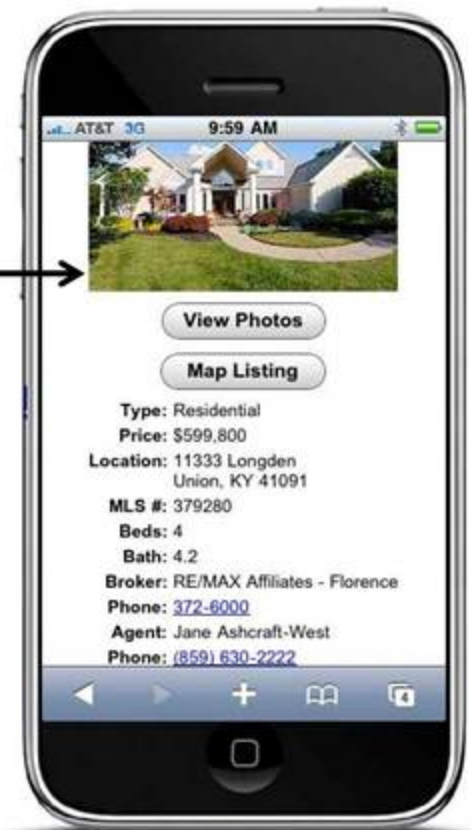 AT&T 3G 9:59 AM
View Photos
Map Listing
Type: Residential
Price: $599,800
Location: 11333 Longden
Union, KY 41091
MLS #: 379280
Beds: 4
Bath: 4.2
Broker: RE/MAX Affiliates - Florence
Phone: 372-6000
Agent: Jane Ashcraft-West
Phone: (859) 630-2222
4